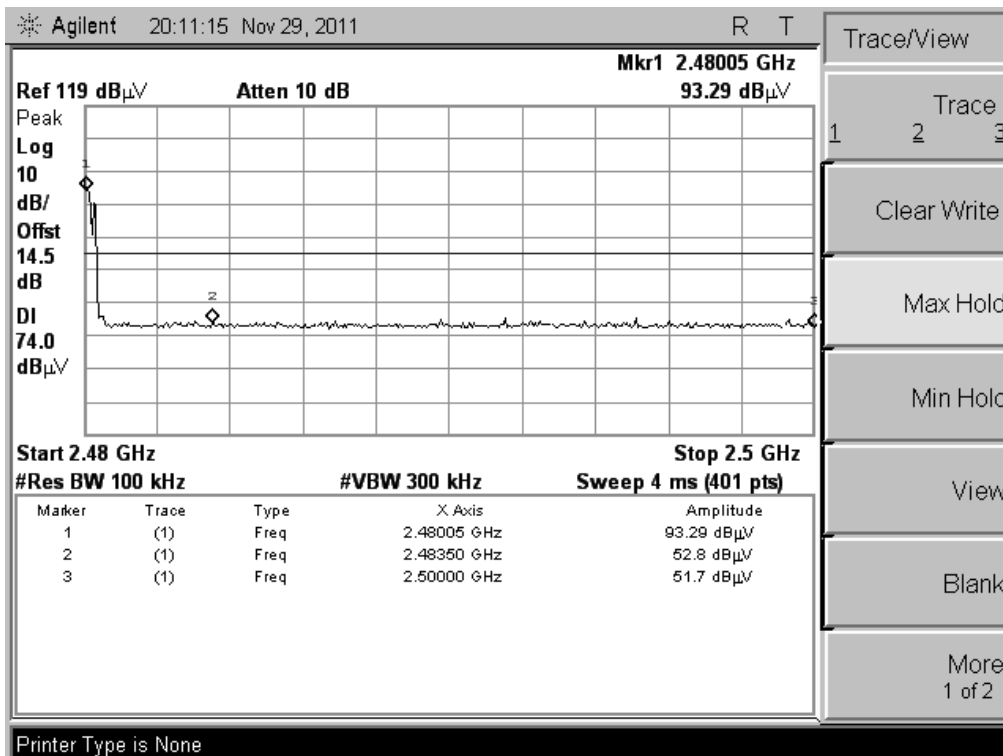 Agilent 20:11:15 Nov 29, 2011 R T
Mkr1 2.48005 GHz
Ref 119 dBµV Atten 10 dB 93.29 dBµV
Peak
Log
10
dB/
Offst
14.5
dB
DI
74.0
dBµV
1
2
3
Start 2.48 GHz Stop 2.5 GHz
#Res BW 100 kHz #VBW 300 kHz Sweep 4 ms (401 pts)
Marker Trace Type X Axis Amplitude
1 (1) Freq 2.48005 GHz 93.29 dBµV
2 (1) Freq 2.48350 GHz 52.8 dBµV
3 (1) Freq 2.50000 GHz 51.7 dBµV
Trace/View
Trace
1 2 3
Clear Write
Max Hold
Min Hold
View
Blank
More
1 of 2
Printer Type is None